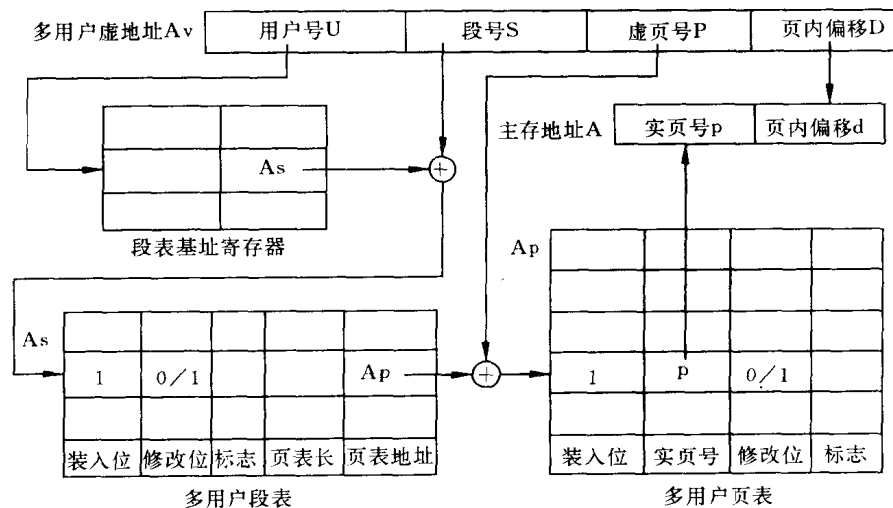 多用户虚地址Av 用户号U 段号S 虚页号P 页内偏移D
主存地址A 实页号p 页内偏移d
As
段表基址寄存器
Ap
As
1 0/1 Ap
1 p 0/1
装入位 修改位 标志 页表长 页表地址
装入位 实页号 修改位 标志
多用户段表
多用户页表